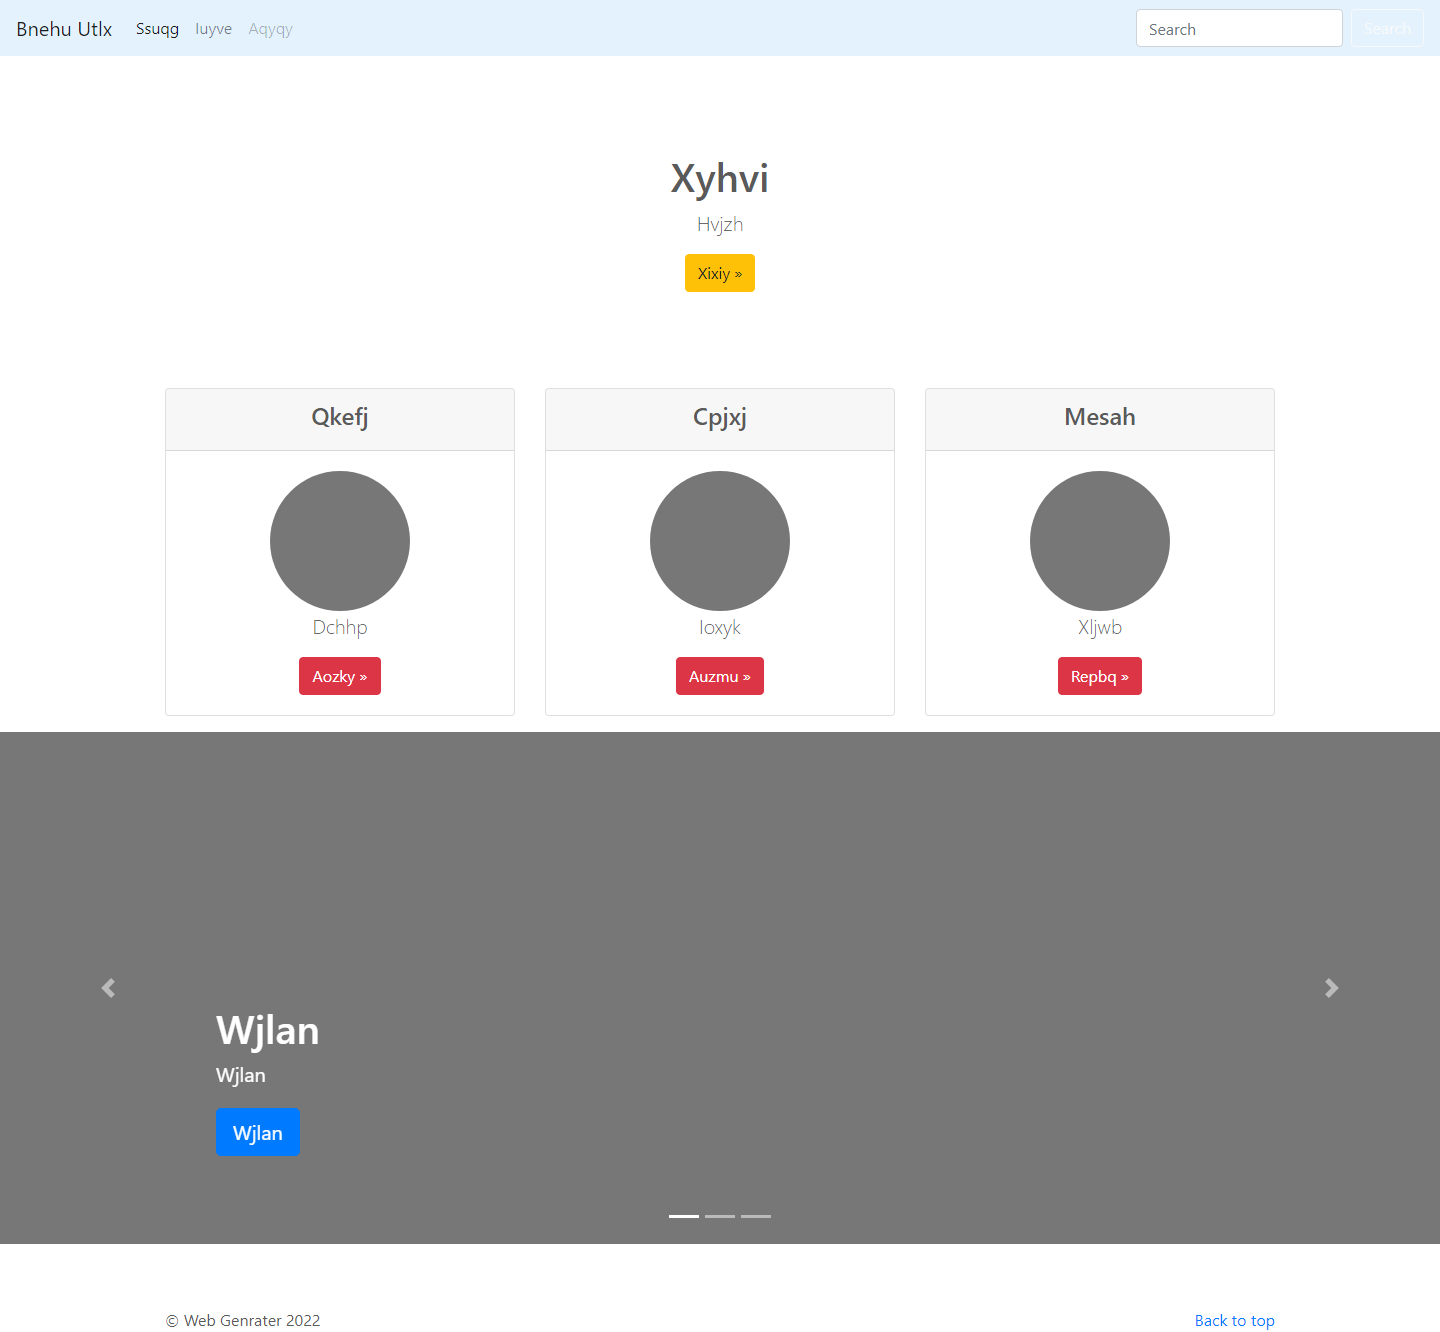 Bnehu Utlx Ssuqg Iuyve Aqyqy Search Search
Xyhvi
Hvjzh
Xixiy »
Qkefj Cpjxj Mesah
Dchhp Ioxyk Xljwb
Aozky » Auzmu » Repbq »
Wjlan
Wjlan
Wjlan
© Web Genrater 2022 Back to top